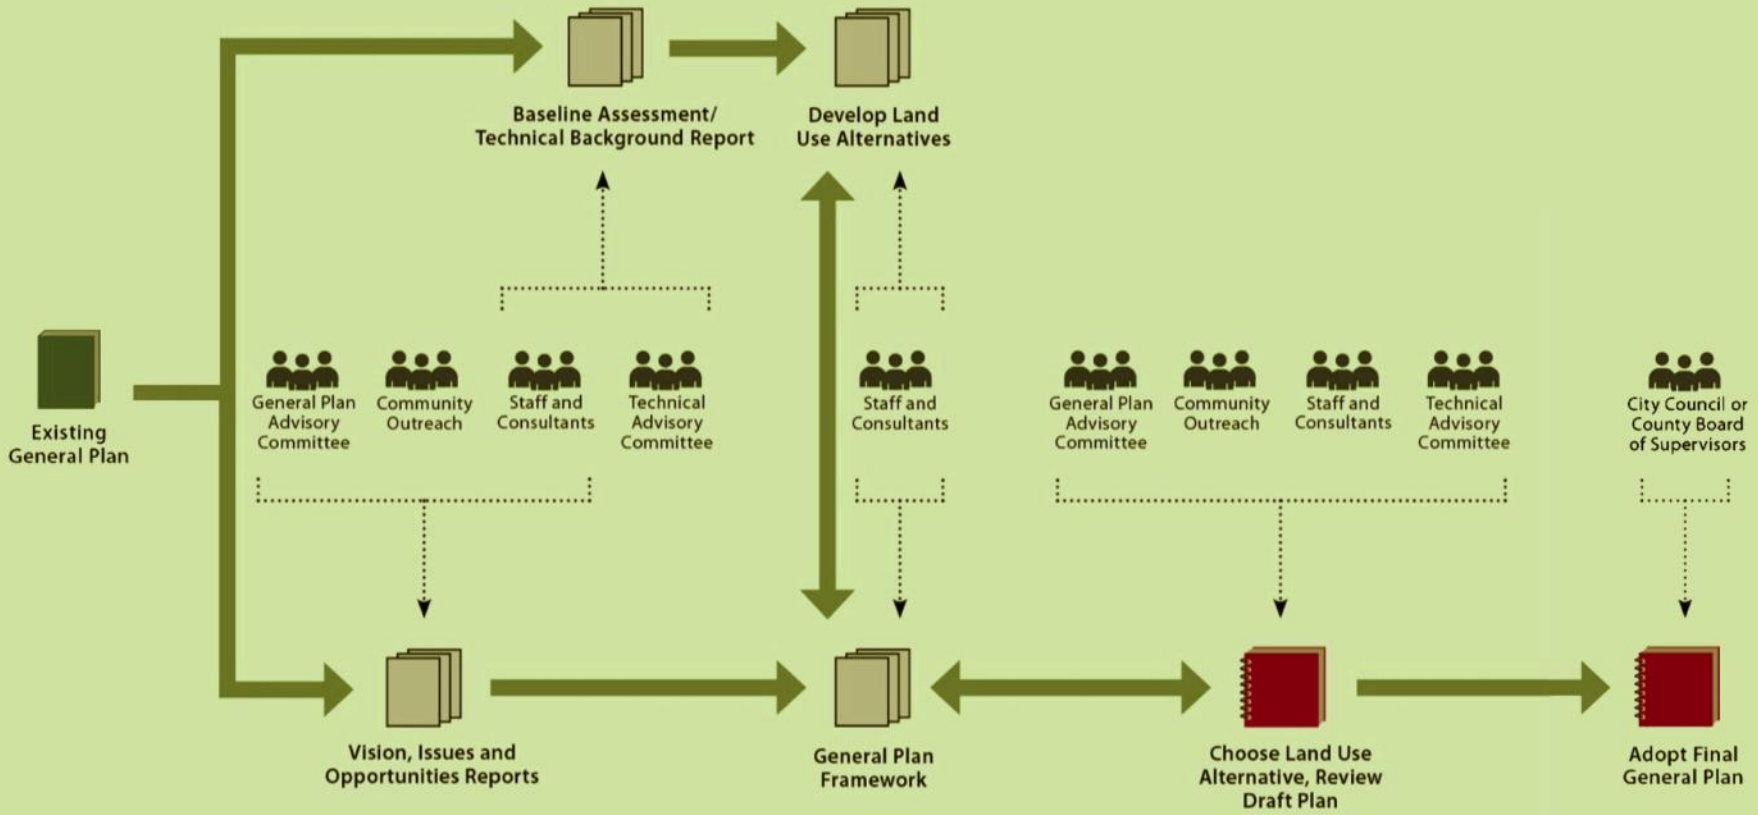 Baseline Assessment/
Technical Background Report
Develop Land
Use Alternatives
Existing
General Plan
General Plan
Advisory
Committee
Community
Outreach
Staff and
Consultants
Technical
Advisory
Committee
Staff and
Consultants
General Plan
Advisory
Committee
Community
Outreach
Staff and
Consultants
Technical
Advisory
Committee
City Council or
County Board
of Supervisors
Vision, Issues and
Opportunities Reports
General Plan
Framework
Choose Land Use
Alternative, Review
Draft Plan
Adopt Final
General Plan